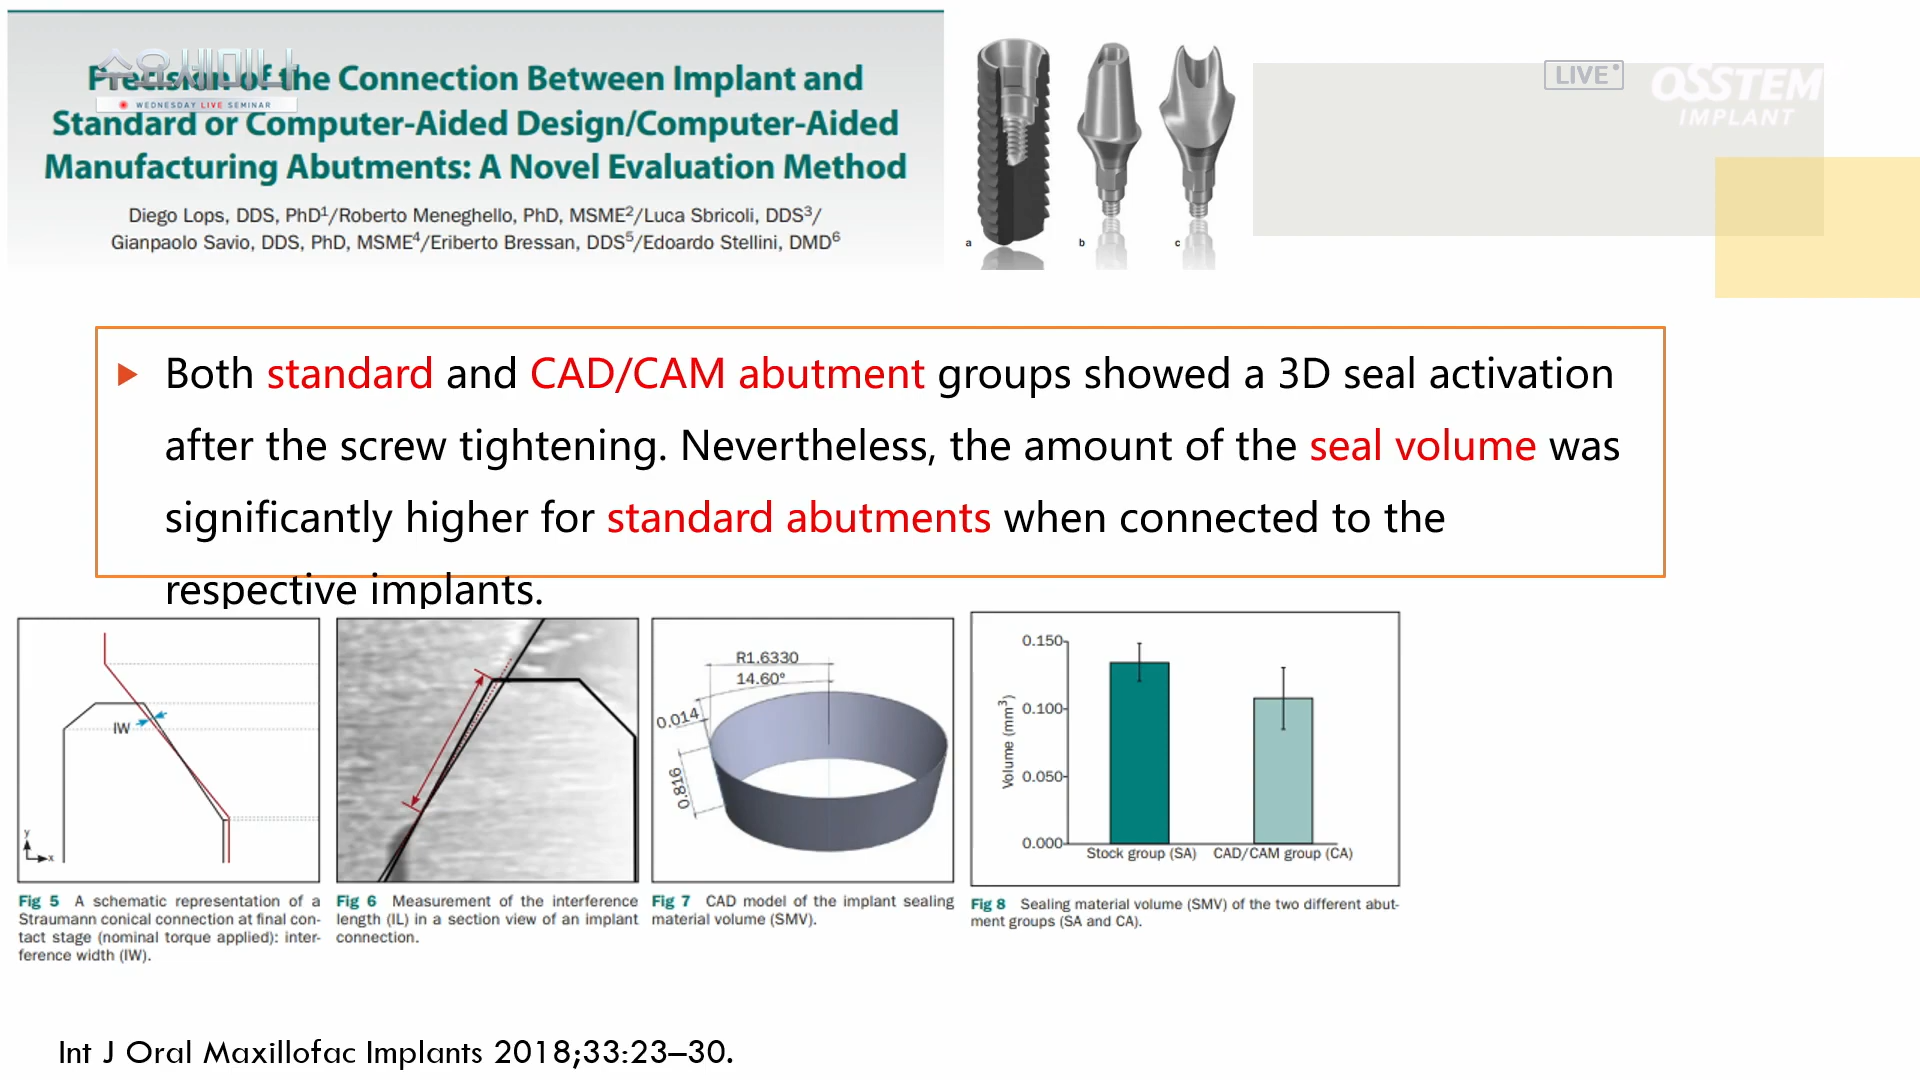 수요세미나
WEDNESDAY LIVE SEMINAR
Precision of the Connection Between Implant and
Standard or Computer-Aided Design/Computer-Aided
Manufacturing Abutments: A Novel Evaluation Method
Diego Lops, DDS, PhD1/Roberto Meneghello, PhD, MSME2/Luca Sbricoli, DDS3/
Gianpaolo Savio, DDS, PhD, MSME4/Eriberto Bressan, DDS5/Edoardo Stellini, DMD6
a
b
c
LIVE
OSSTEM
IMPLANT
Both standard and CAD/CAM abutment groups showed a 3D seal activation
after the screw tightening. Nevertheless, the amount of the seal volume was
significantly higher for standard abutments when connected to the
respective implants.
IW
y
x
Fig 5 A schematic representation of a
Straumann conical connection at final con-
tact stage (nominal torque applied): inter-
ference width (IW).
Fig 6 Measurement of the interference
length (IL) in a section view of an implant
connection.
R1.6330
14.60°
0.014
0.816
Fig 7 CAD model of the implant sealing
material volume (SMV).
Volume (mm3)
0.150
0.100
0.050
0.000
Stock group (SA) CAD/CAM group (CA)
Fig 8 Sealing material volume (SMV) of the two different abut-
ment groups (SA and CA).
Int J Oral Maxillofac Implants 2018;33:23–30.